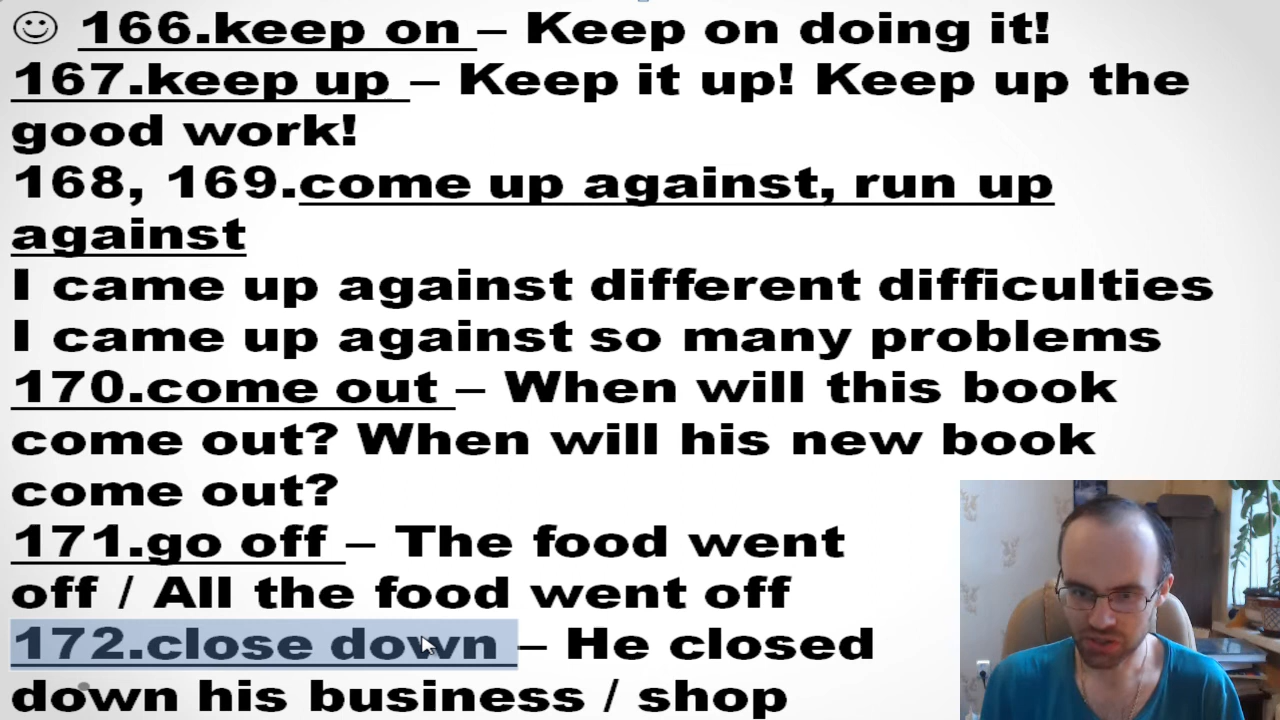 ☺ 166.keep on – Keep on doing it!
167.keep up – Keep it up! Keep up the
good work!
168, 169.come up against, run up
against
I came up against different difficulties
I came up against so many problems
170.come out – When will this book
come out? When will his new book
come out?
171.go off – The food went
off / All the food went off
172.close down – He closed
down his business / shop